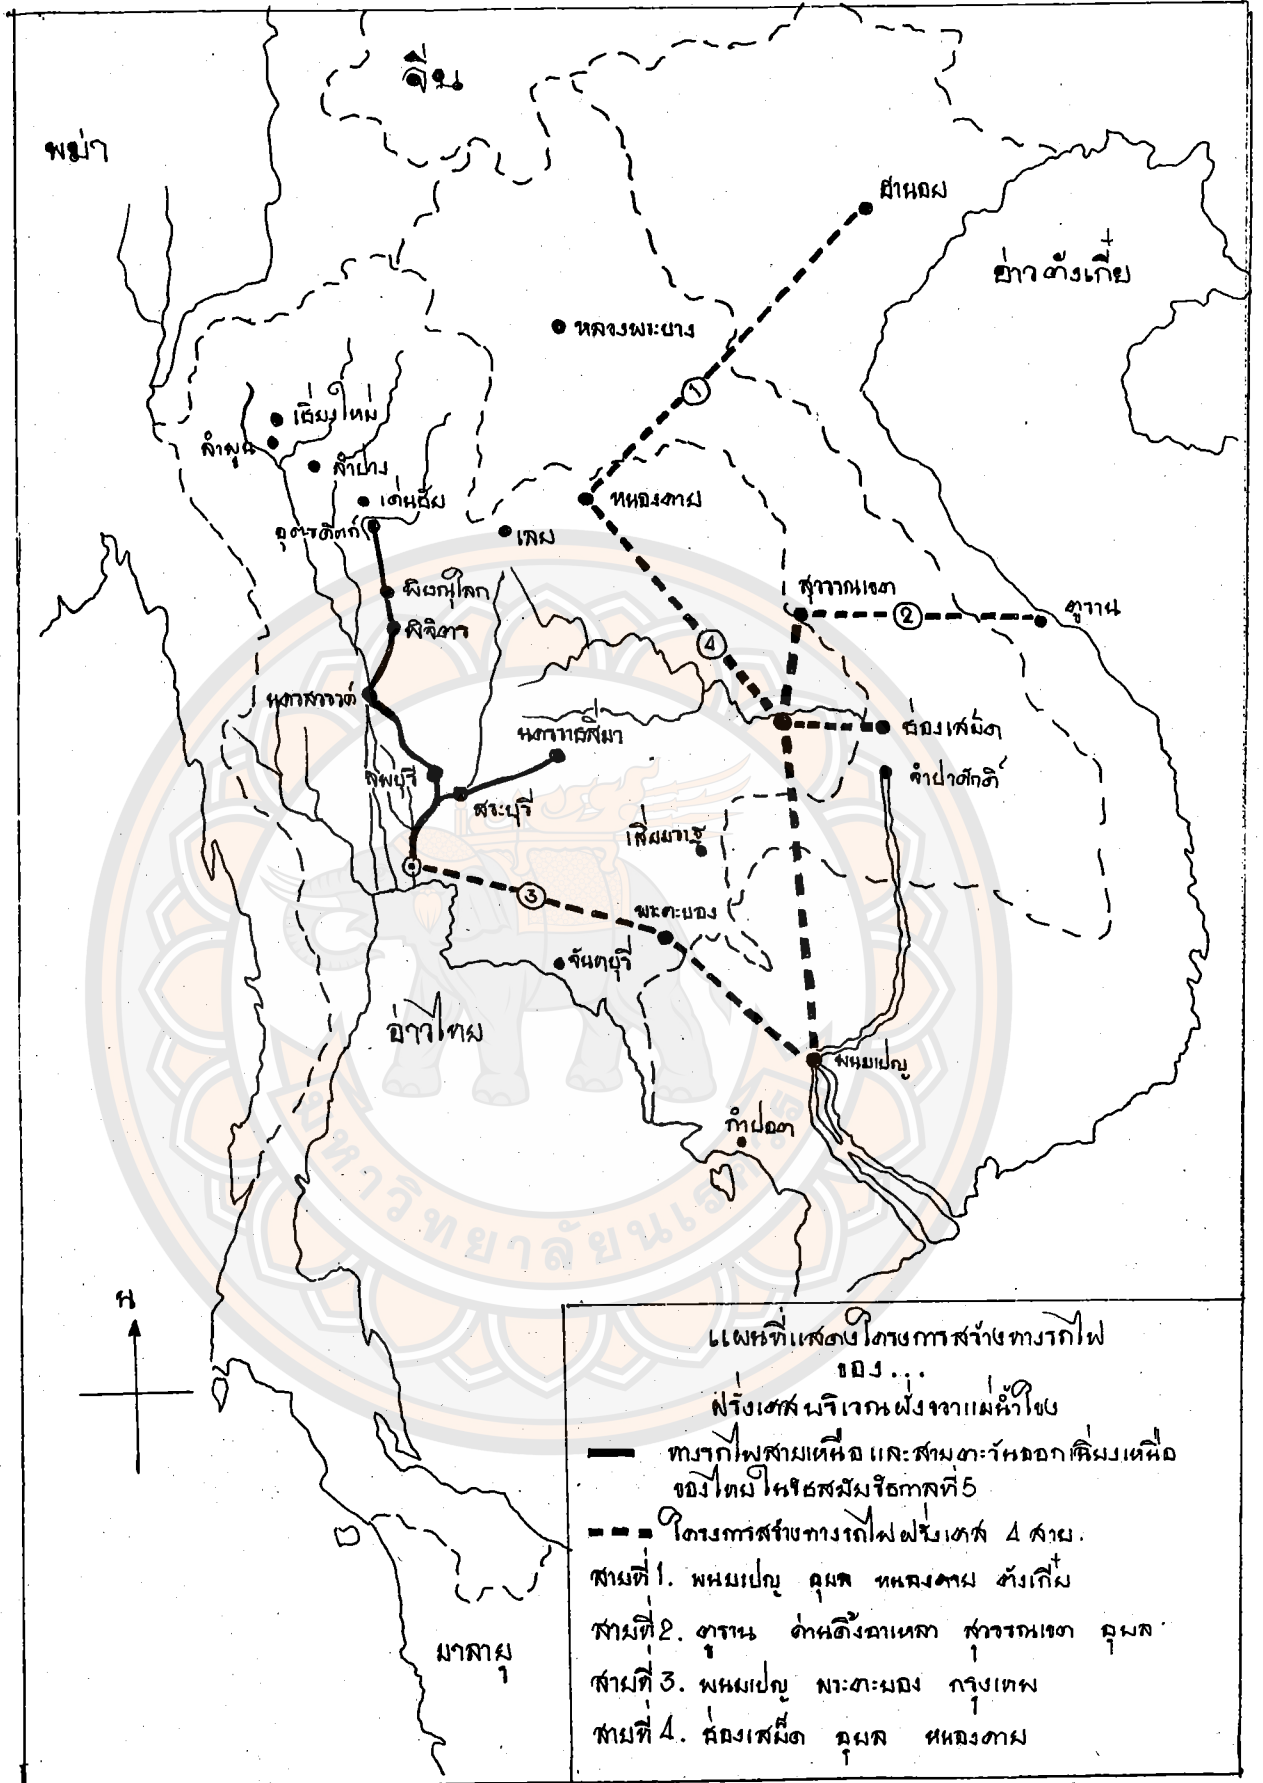 จีน
พม่า
ฮานอย
อ่าวตังเกี๋ย
หลวงพระบาง
1
เชียงใหม่
ลำพูน
ลำปาง
เด่นชัย
หนองคาย
อุตรดิตถ์
เลย
พิษณุโลก
สุวรรณเขต
2
ตูราน
พิจิตร
4
นครสวรรค์
นครราชสีมา
ช่องเสม็ด
ลพบุรี
สระบุรี
จำปาศักดิ์
เสียมราฐ
3
พระตะบอง
จันทบุรี
อ่าวไทย
พนมเปญ
กำปอต
มหาวิทยาลัยนเรศวร
น
แผนที่แสดงโครงการสร้างทางรถไฟ
ของ...
ฝรั่งเศสบริเวณฝั่งขวาแม่น้ำโขง
ทางรถไฟสายเหนือและสายตะวันออกเฉียงเหนือ
ของไทยในรัชสมัยรัชกาลที่ 5
โครงการสร้างทางรถไฟฝรั่งเศส 4 สาย.
สายที่ 1. พนมเปญ อุบล หนองคาย ตังเกี๋ย
สายที่ 2. ตูราน ด่านดิ้งฉาเหลา สุวรรณเขต อุบล
สายที่ 3. พนมเปญ พระตะบอง กรุงเทพ
สายที่ 4. ช่องเสม็ด อุบล หนองคาย
มาลายู